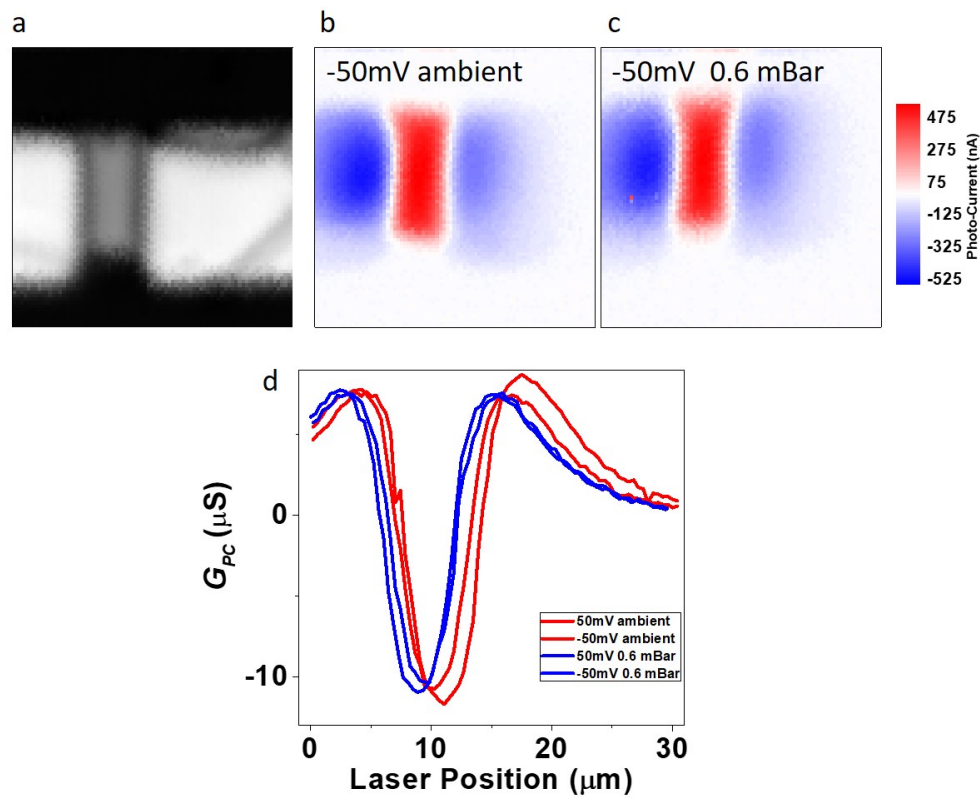 a
b
c
-50mV ambient
-50mV 0.6 mBar
475
275
75
-125
-325
-525
Photo-Current (nA)
d
0
-10
G_PC (μS)
50mV ambient
-50mV ambient
50mV 0.6 mBar
-50mV 0.6 mBar
0
10
20
30
Laser Position (μm)